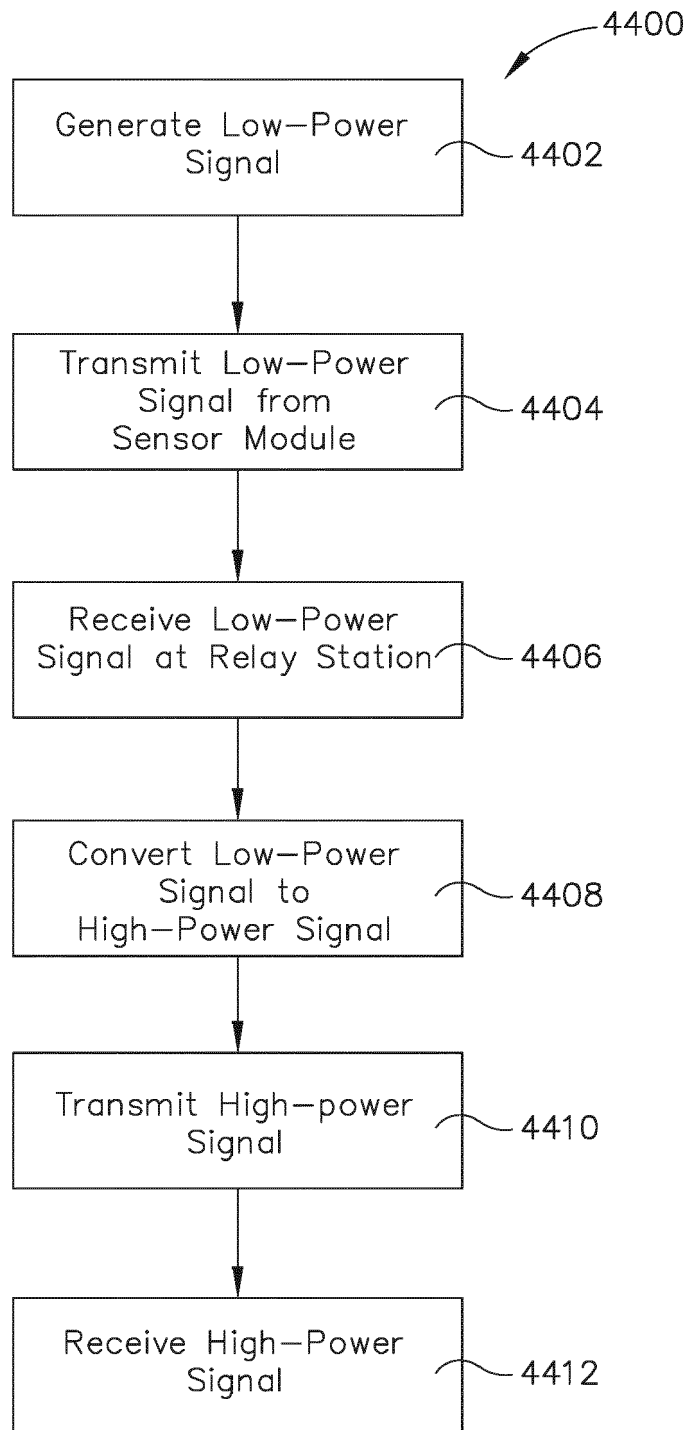 4400
Generate Low-Power
Signal
4402
Transmit Low-Power
Signal from
Sensor Module
4404
Receive Low-Power
Signal at Relay Station
4406
Convert Low-Power
Signal to
High-Power Signal
4408
Transmit High-power
Signal
4410
Receive High-Power
Signal
4412